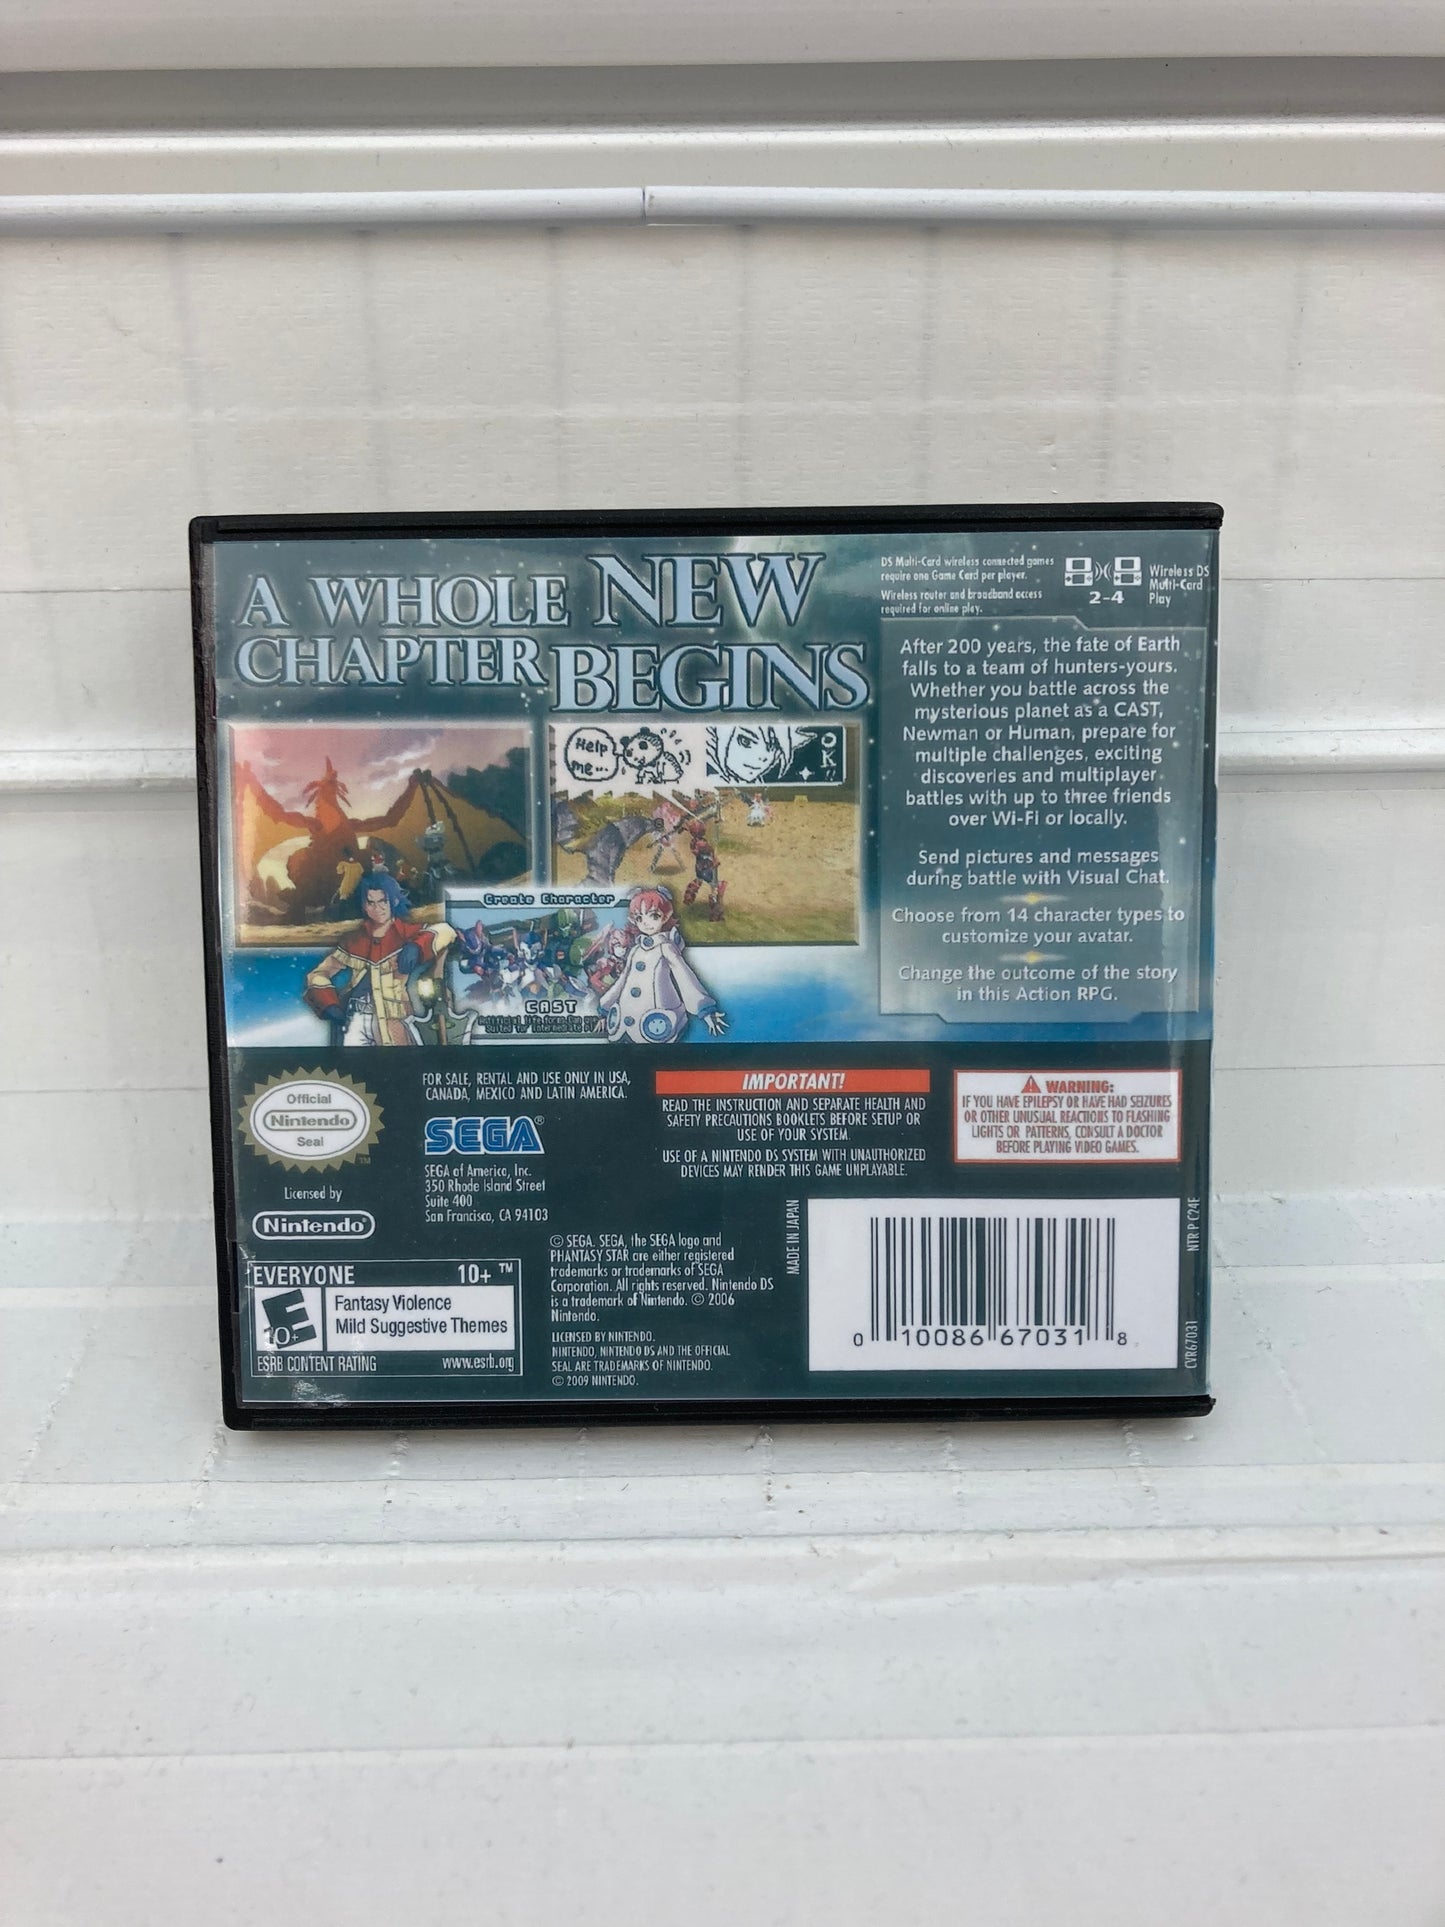 A WHOLE NEW
CHAPTER BEGINS
DS Multi-Card wireless connected games
require one Game Card per player.
Wireless router and broadband access
required for online play.
2-4
Wireless DS
Multi-Card
Play
After 200 years, the fate of Earth
falls to a team of hunters-yours.
Whether you battle across the
mysterious planet as a CAST,
Newman or Human, prepare for
multiple challenges, exciting
discoveries and multiplayer
battles with up to three friends
over Wi-Fi or locally.
Send pictures and messages
during battle with Visual Chat.
Choose from 14 character types to
customize your avatar.
Change the outcome of the story
in this Action RPG.
Help
me...
OK!!
Create Character
CAST
Official
Nintendo
Seal
TM
Licensed by
Nintendo®
FOR SALE, RENTAL AND USE ONLY IN USA,
CANADA, MEXICO AND LATIN AMERICA.
SEGA®
SEGA of America, Inc.
350 Rhode Island Street
Suite 400
San Francisco, CA 94103
IMPORTANT!
READ THE INSTRUCTION AND SEPARATE HEALTH AND
SAFETY PRECAUTIONS BOOKLETS BEFORE SETUP OR
USE OF YOUR SYSTEM.
USE OF A NINTENDO DS SYSTEM WITH UNAUTHORIZED
DEVICES MAY RENDER THIS GAME UNPLAYABLE.
WARNING:
IF YOU HAVE EPILEPSY OR HAVE HAD SEIZURES
OR OTHER UNUSUAL REACTIONS TO FLASHING
LIGHTS OR PATTERNS, CONSULT A DOCTOR
BEFORE PLAYING VIDEO GAMES.
EVERYONE 10+ ™
E
10+
Fantasy Violence
Mild Suggestive Themes
ESRB CONTENT RATING www.esrb.org
© SEGA. SEGA, the SEGA logo and
PHANTASY STAR are either registered
trademarks or trademarks of SEGA
Corporation. All rights reserved. Nintendo DS
is a trademark of Nintendo. © 2006
Nintendo.
LICENSED BY NINTENDO.
NINTENDO, NINTENDO DS AND THE OFFICIAL
SEAL ARE TRADEMARKS OF NINTENDO.
© 2009 NINTENDO.
MADE IN JAPAN
0 10086 67031 8
NTR P C24E
CVR67031